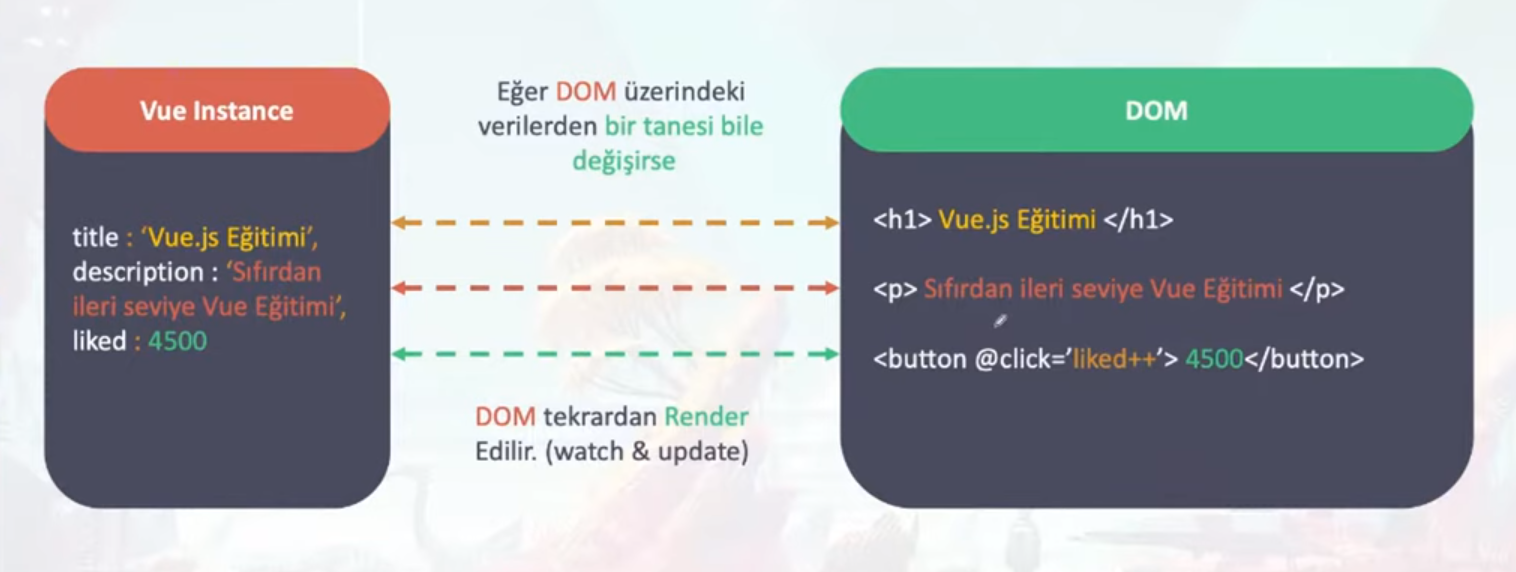 Vue Instance
title : ‘Vue.js Eğitimi’,
description : ‘Sıfırdan
ileri seviye Vue Eğitimi’,
liked : 4500
Eğer DOM üzerindeki
verilerden bir tanesi bile
değişirse
DOM tekrardan Render
Edilir. (watch & update)
DOM
<h1> Vue.js Eğitimi </h1>
<p> Sıfırdan ileri seviye Vue Eğitimi </p>
<button @click=’liked++’> 4500</button>